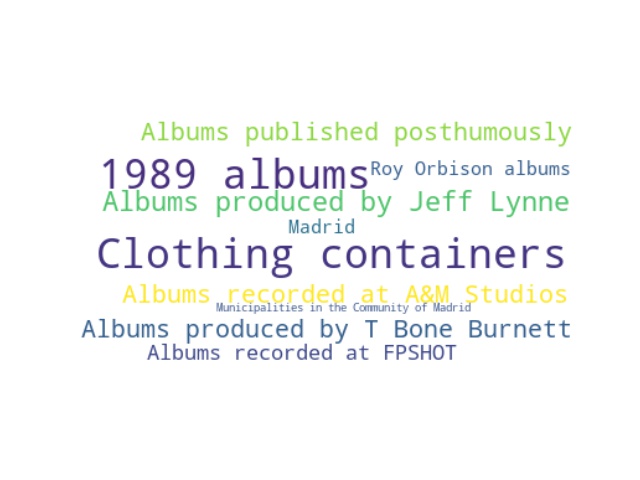 Albums published posthumously
1989 albums
Roy Orbison albums
Albums produced by Jeff Lynne
Madrid
Clothing containers
Albums recorded at A&M Studios
Municipalities in the Community of Madrid
Albums produced by T Bone Burnett
Albums recorded at FPSHOT